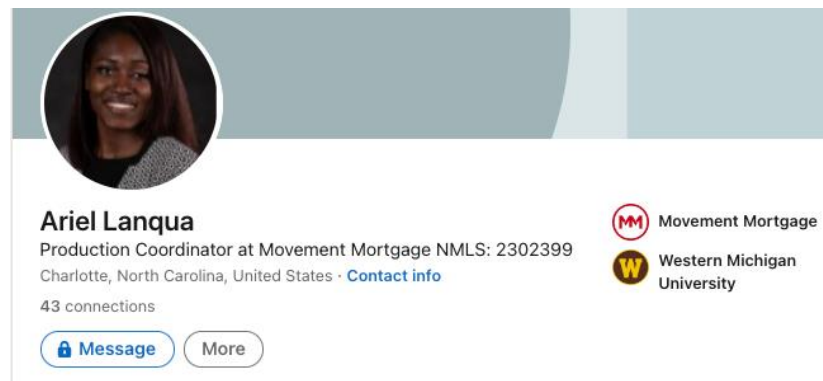 Ariel Lanqua
Production Coordinator at Movement Mortgage NMLS: 2302399
Charlotte, North Carolina, United States · Contact info
43 connections
Message
More
MM
Movement Mortgage
W
Western Michigan
University